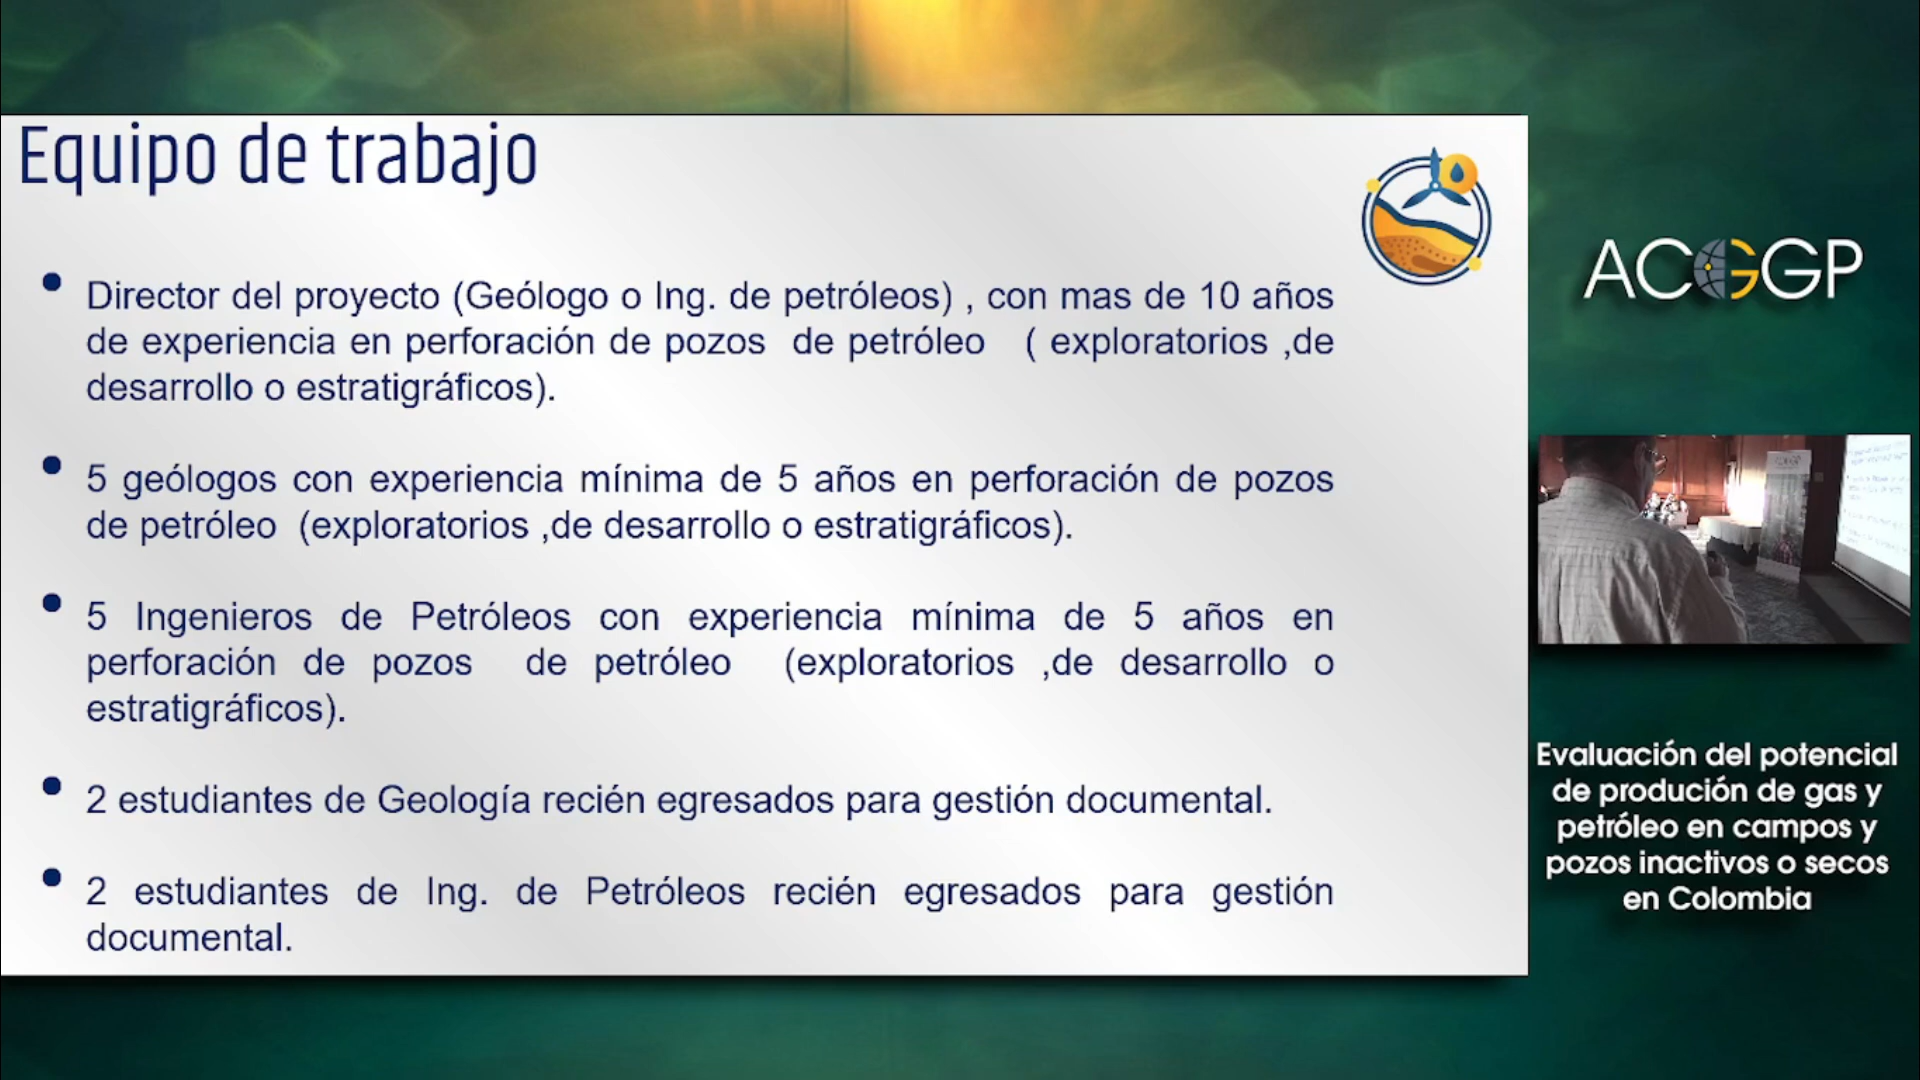 Equipo de trabajo
Director del proyecto (Geólogo o Ing. de petróleos) , con mas de 10 años
de experiencia en perforación de pozos de petróleo ( exploratorios ,de
desarrollo o estratigráficos).
5 geólogos con experiencia mínima de 5 años en perforación de pozos
de petróleo (exploratorios ,de desarrollo o estratigráficos).
5 Ingenieros de Petróleos con experiencia mínima de 5 años en
perforación de pozos de petróleo (exploratorios ,de desarrollo o
estratigráficos).
2 estudiantes de Geología recién egresados para gestión documental.
2 estudiantes de Ing. de Petróleos recién egresados para gestión
documental.
ACGGP
Evaluación del potencial
de produción de gas y
petróleo en campos y
pozos inactivos o secos
en Colombia